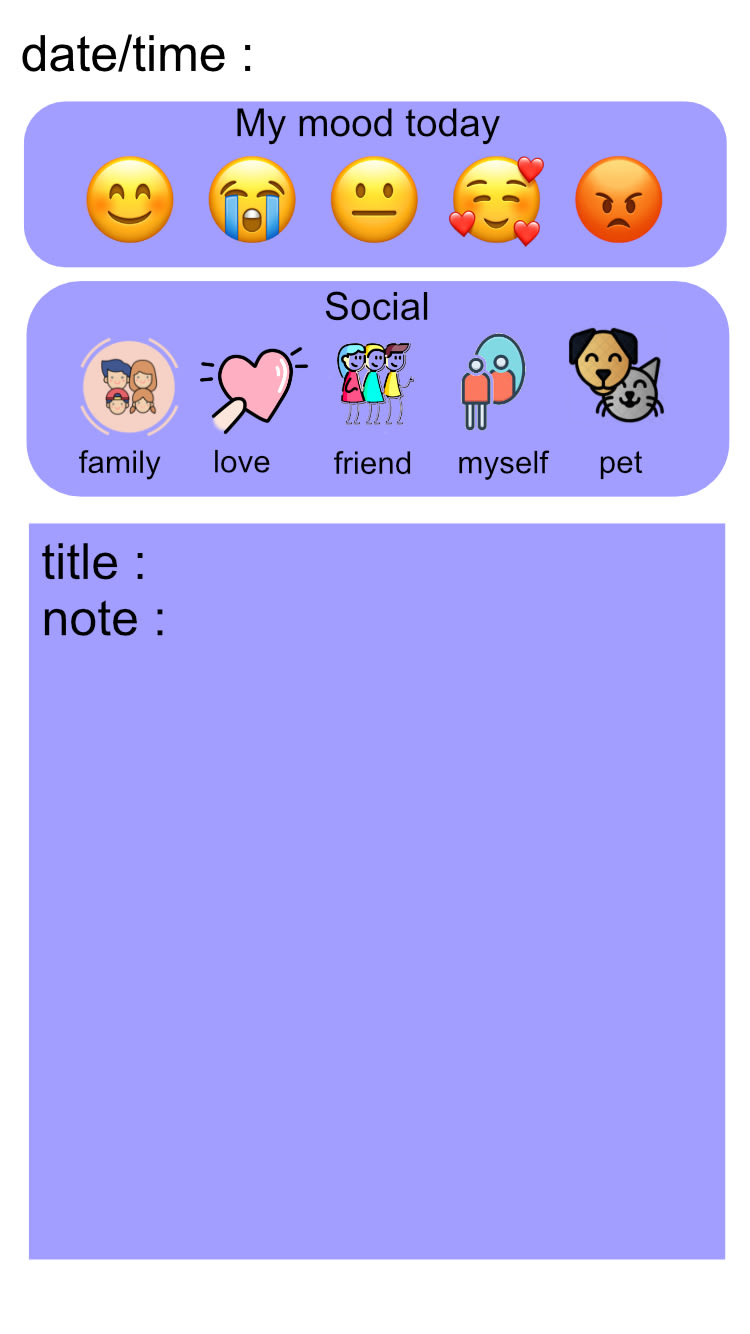 date/time :
My mood today
Social
family love friend myself pet
title :
note :